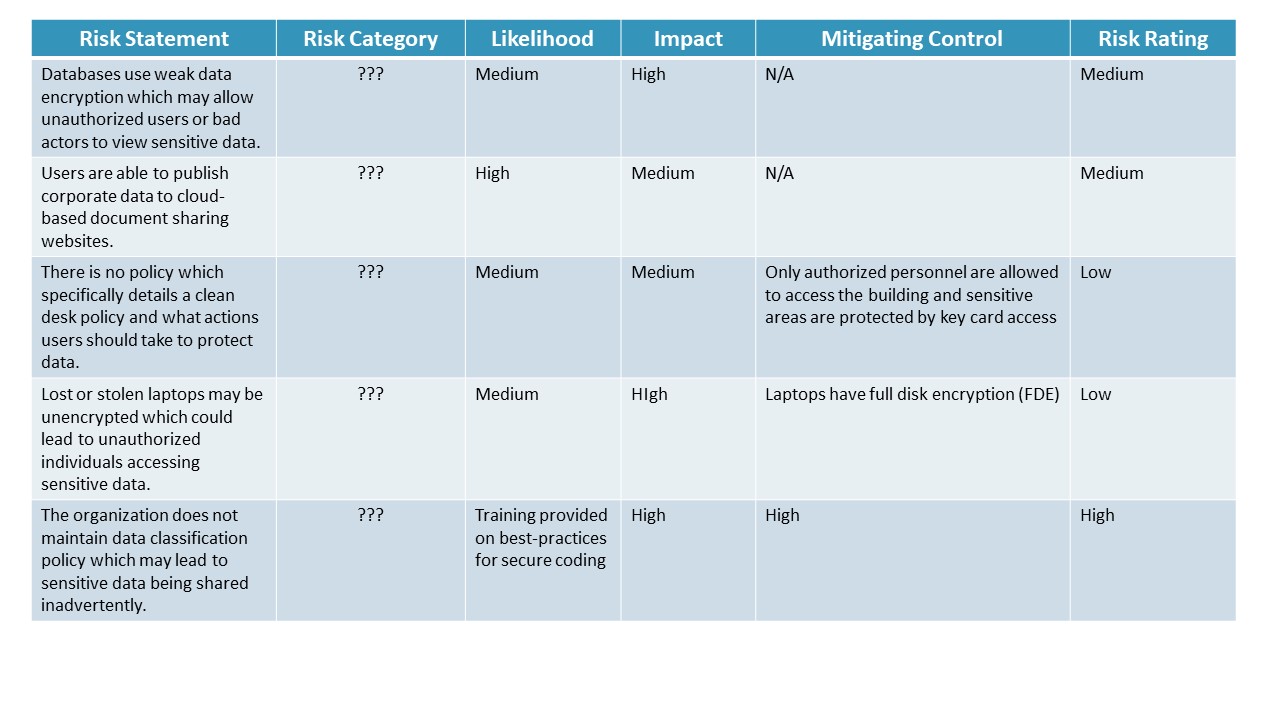 Risk Statement Risk Category Likelihood Impact Mitigating Control Risk Rating
Databases use weak data ??? Medium High N/A Medium
encryption which may allow
unauthorized users or bad
actors to view sensitive data.
Users are able to publish ??? High Medium N/A Medium
corporate data to cloud-
based document sharing
websites.
There is no policy which ??? Medium Medium Only authorized personnel are allowed Low
specifically details a clean to access the building and sensitive
desk policy and what actions areas are protected by key card access
users should take to protect
data.
Lost or stolen laptops may be ??? Medium HIgh Laptops have full disk encryption (FDE) Low
unencrypted which could
lead to unauthorized
individuals accessing
sensitive data.
The organization does not ??? Training provided High High High
maintain data classification on best-practices
policy which may lead to for secure coding
sensitive data being shared
inadvertently.